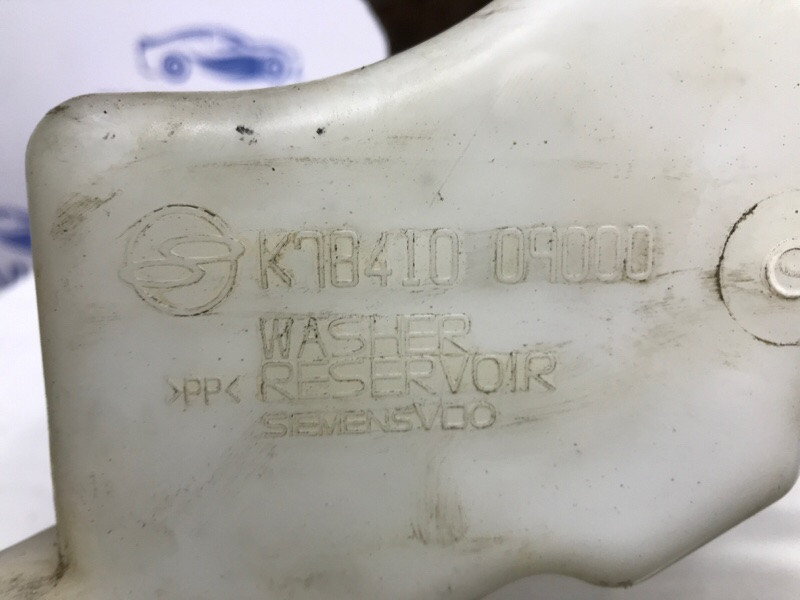 K78410 09000
WASHER
RESERVOIR
>PP<
SIEMENSVDO